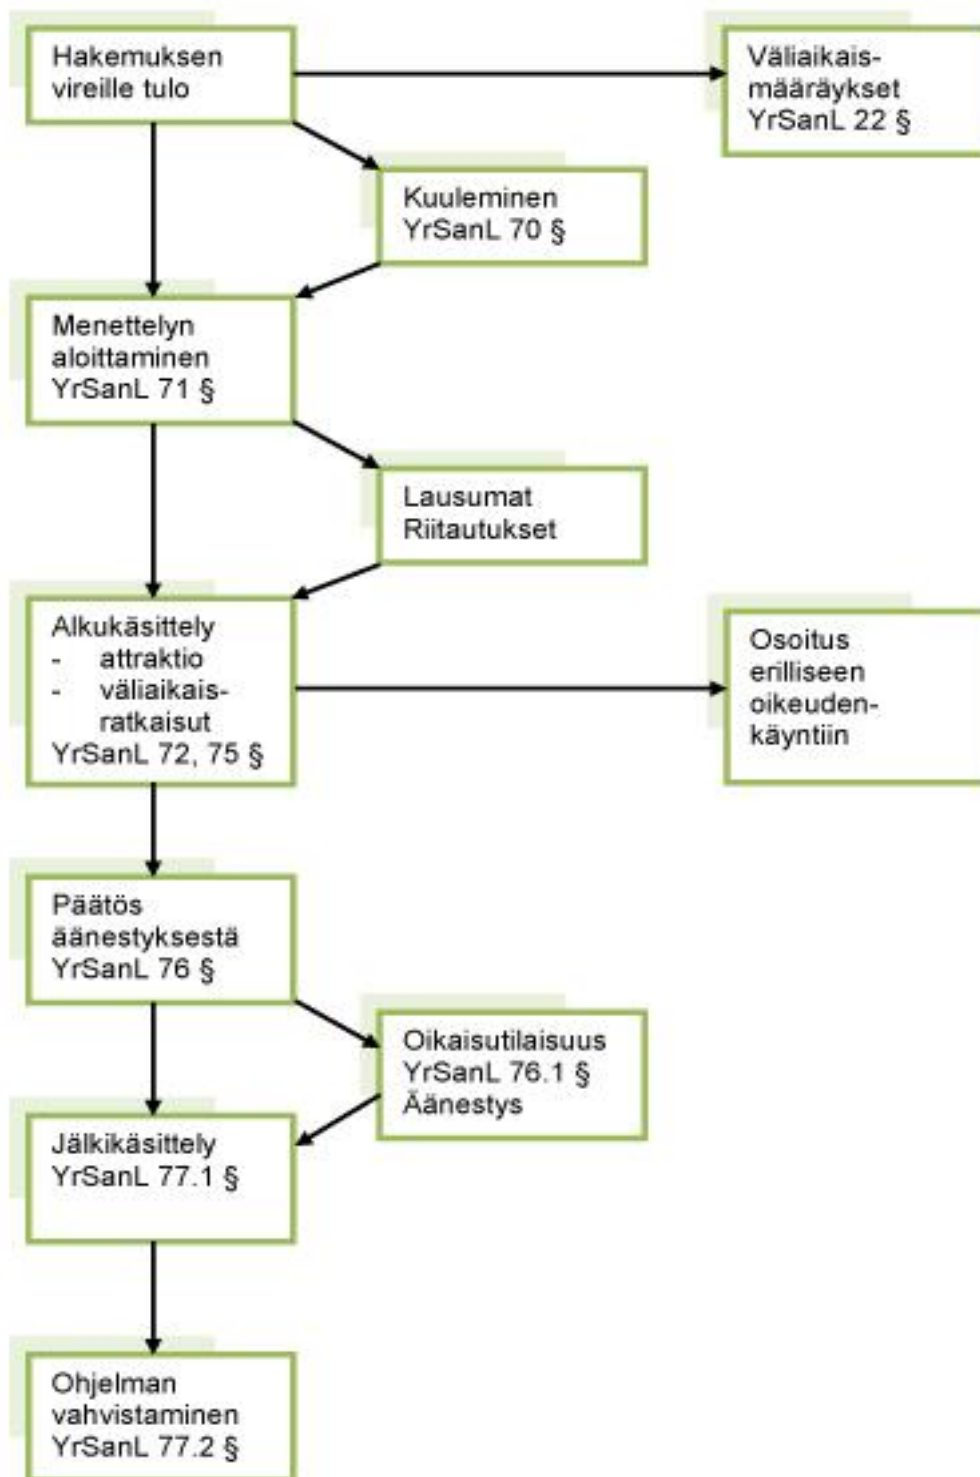 Hakemuksen
vireille tulo
Väliaikais-
määräykset
YrSanL 22 §
Kuuleminen
YrSanL 70 §
Menettelyn
aloittaminen
YrSanL 71 §
Lausumat
Riitautukset
Alkukäsittely
- attraktio
- väliaikais-
ratkaisut
YrSanL 72, 75 §
Osoitus
erilliseen
oikeuden-
käyntiin
Päätös
äänestyksestä
YrSanL 76 §
Oikaisutilaisuus
YrSanL 76.1 §
Äänestys
Jälkikäsittely
YrSanL 77.1 §
Ohjelman
vahvistaminen
YrSanL 77.2 §